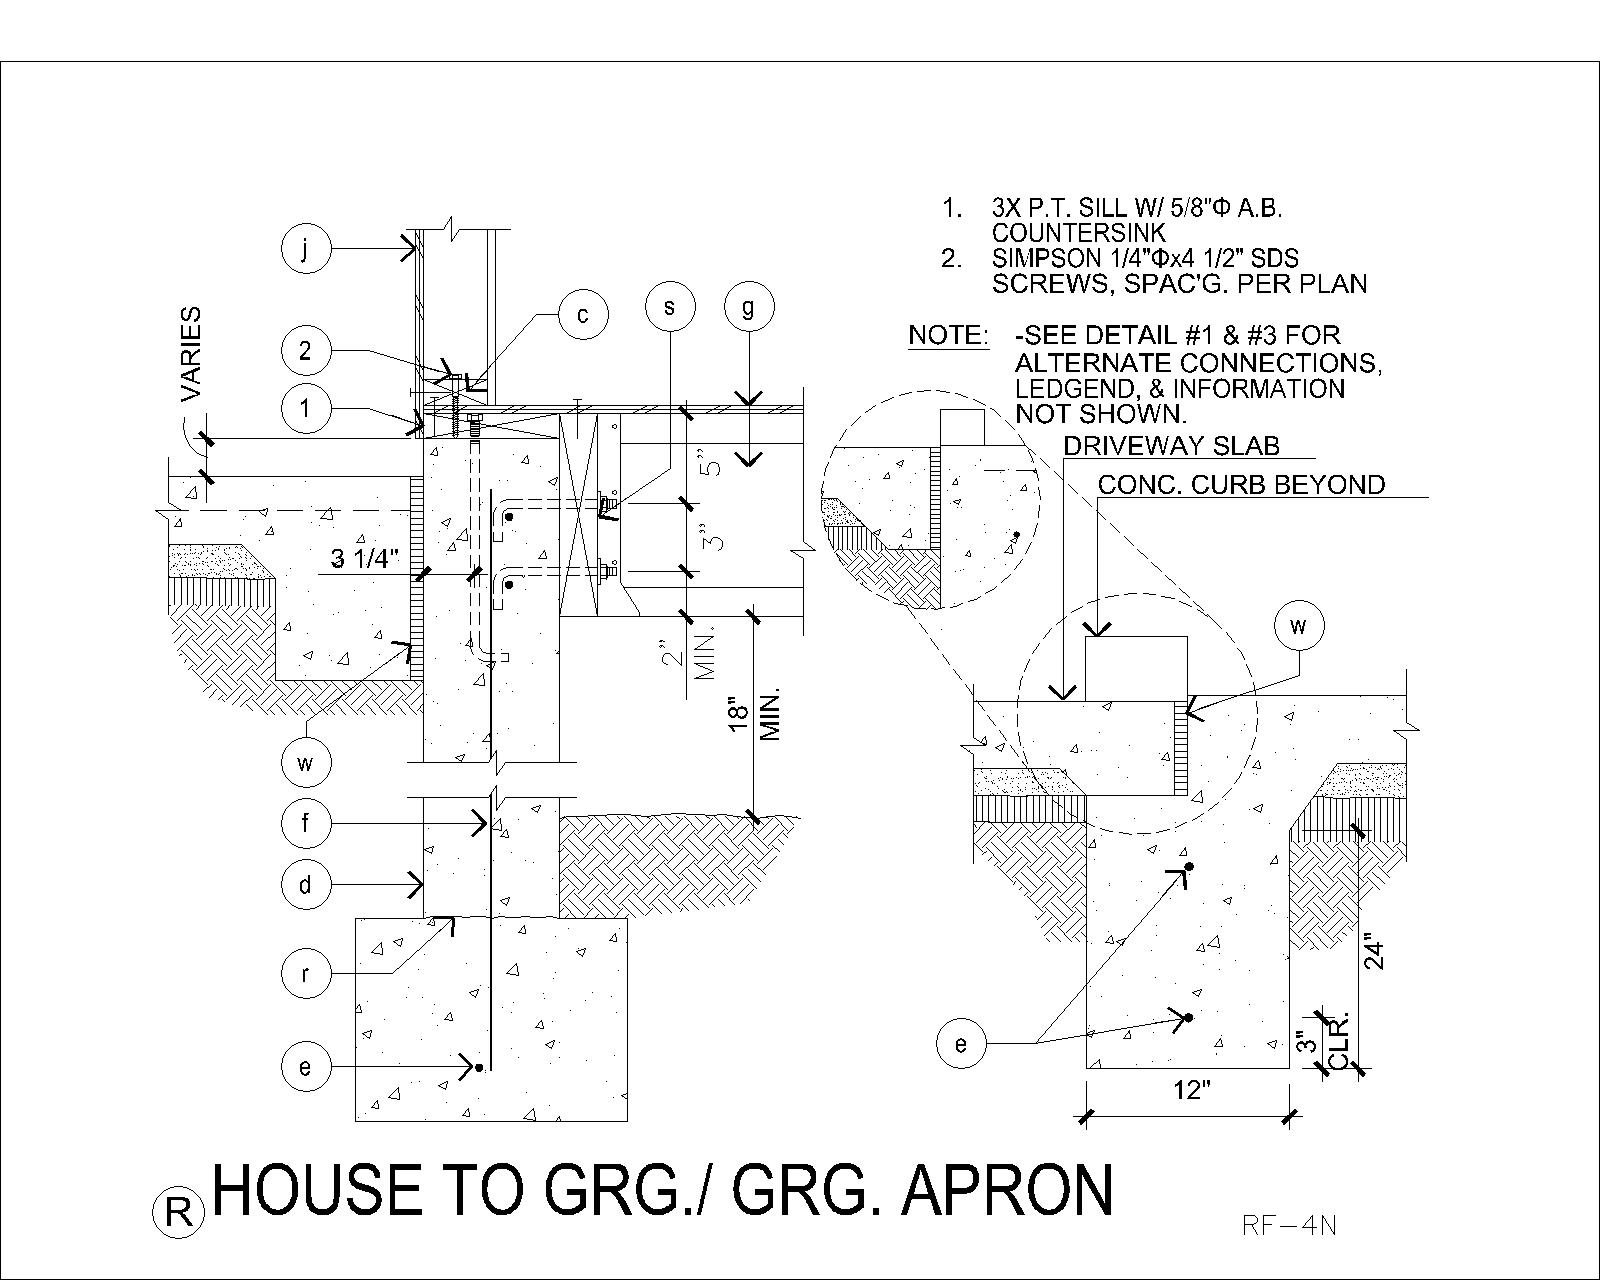 1. 3X P.T. SILL W/ 5/8"Φ A.B.
COUNTERSINK
2. SIMPSON 1/4"Φx4 1/2" SDS
SCREWS, SPAC'G. PER PLAN
NOTE: -SEE DETAIL #1 & #3 FOR
ALTERNATE CONNECTIONS,
LEDGEND, & INFORMATION
NOT SHOWN.
DRIVEWAY SLAB
CONC. CURB BEYOND
j
VARIES
2
1
c
s
g
5"
3"
3 1/4"
2"
MIN.
18"
MIN.
w
f
d
r
e
w
e
24"
3"
CLR.
12"
R HOUSE TO GRG./ GRG. APRON
RF-4N